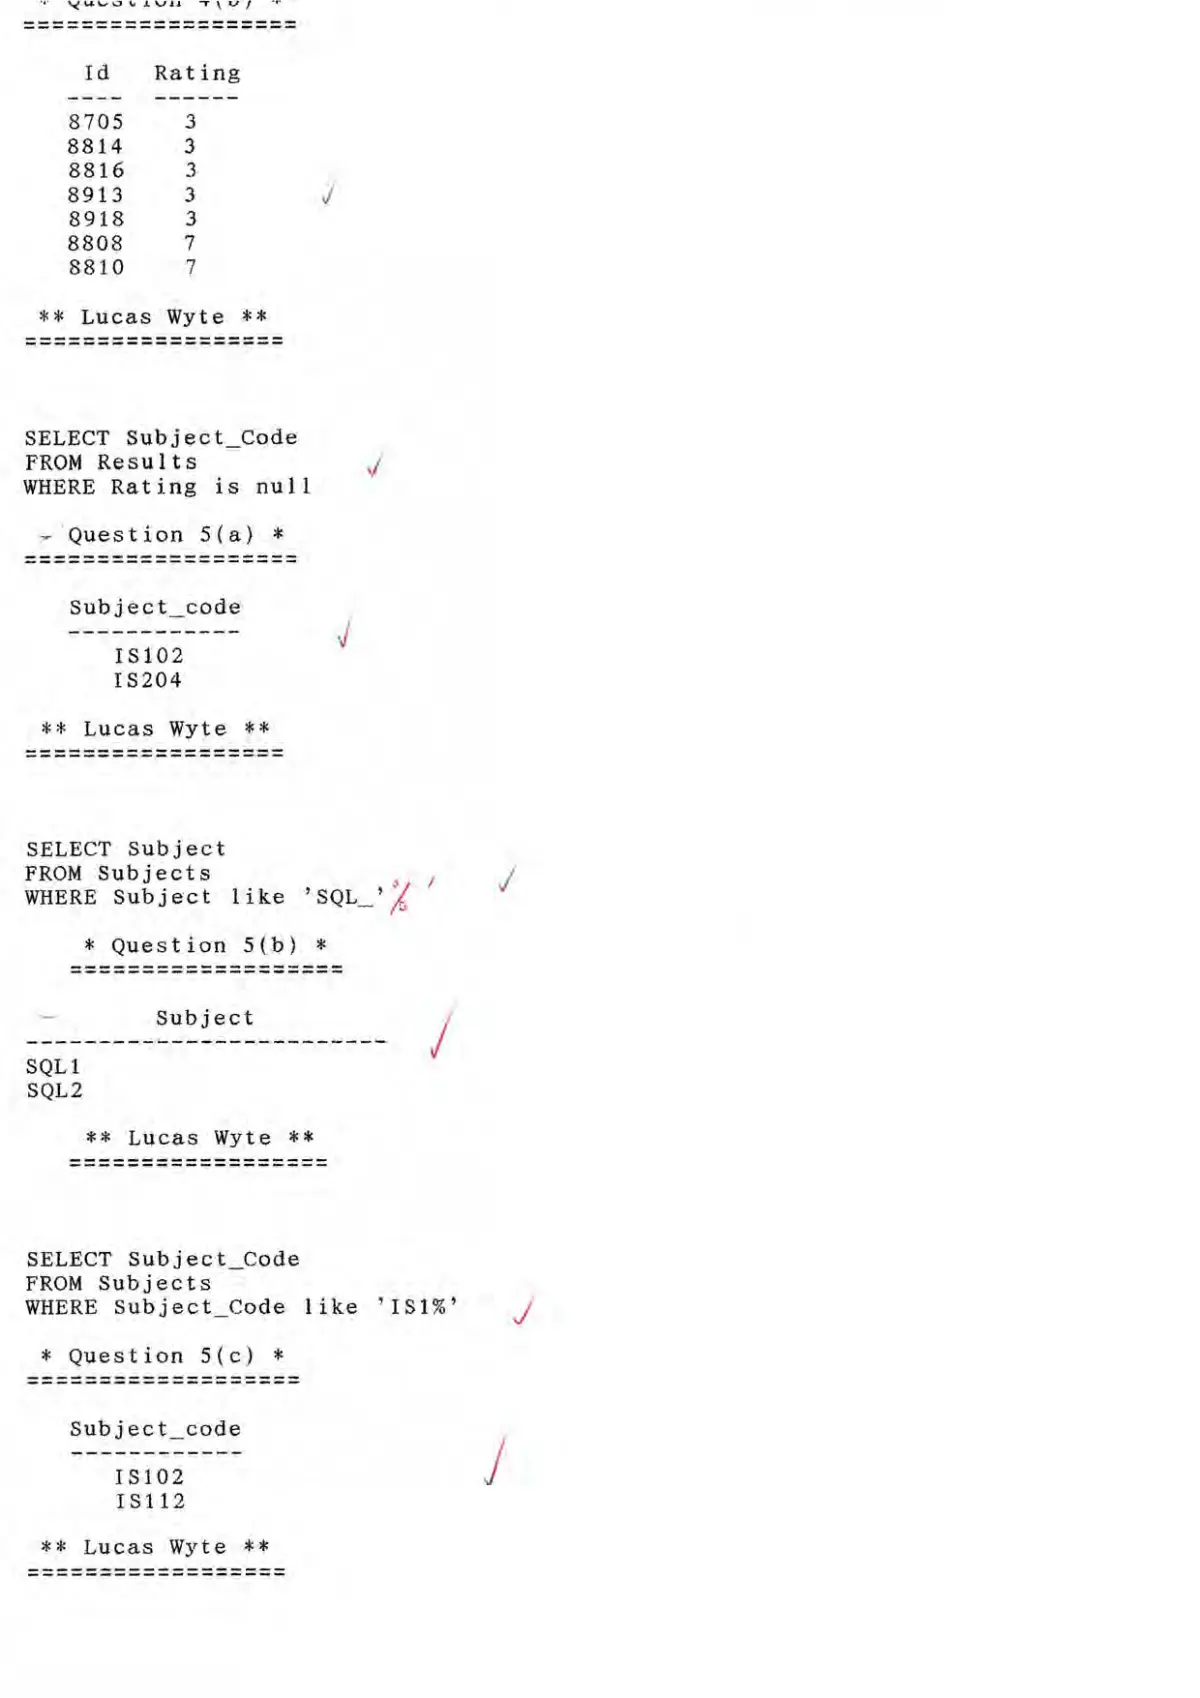 * Question 4(b) *
===================
Id Rating
---- ------
8705 3
8814 3
8816 3
8913 3
8918 3
8808 7
8810 7
** Lucas Wyte **
==================
SELECT Subject_Code
FROM Results
WHERE Rating is null
- Question 5(a) *
===================
Subject_code
------------
IS102
IS204
** Lucas Wyte **
==================
SELECT Subject
FROM Subjects
WHERE Subject like 'SQL_'% '
* Question 5(b) *
===================
Subject
-------------------------
SQL1
SQL2
** Lucas Wyte **
==================
SELECT Subject_Code
FROM Subjects
WHERE Subject_Code like 'IS1%'
* Question 5(c) *
===================
Subject_code
------------
IS102
IS112
** Lucas Wyte **
==================